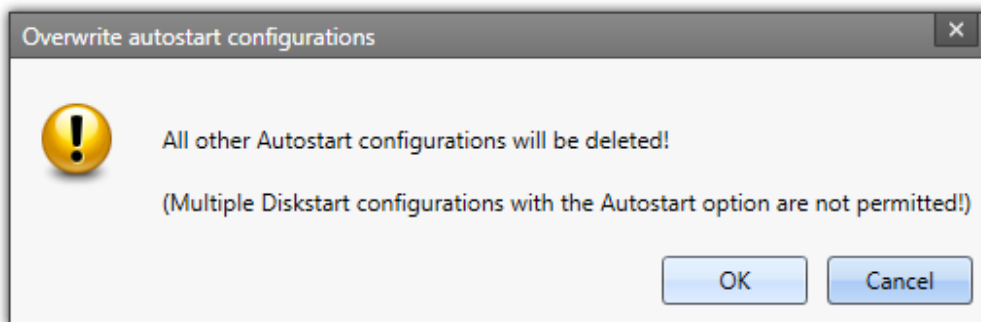 Overwrite autostart configurations
All other Autostart configurations will be deleted!
(Multiple Diskstart configurations with the Autostart option are not permitted!)
OK
Cancel